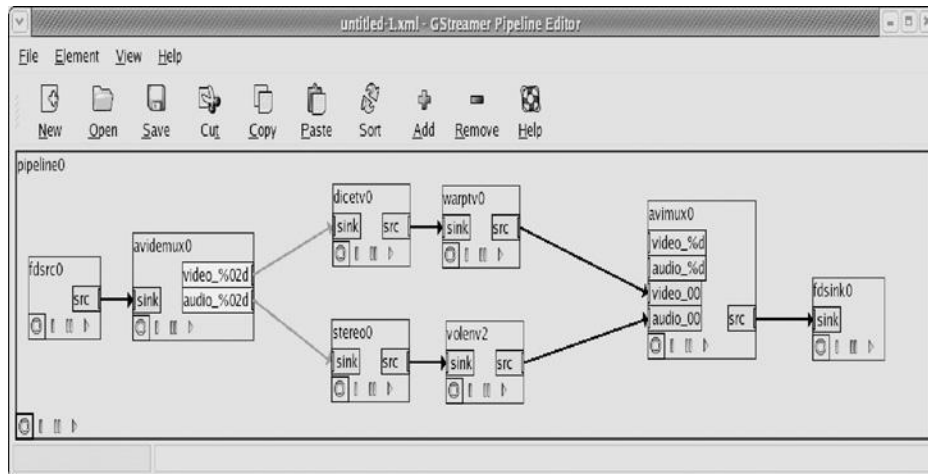 untitled-1.xml - GStreamer Pipeline Editor
File Element View Help
New Open Save Cut Copy Paste Sort Add Remove Help
pipeline0
fdsrc0
src
avidemux0
sink
video_%02d
audio_%02d
dicetv0
sink src
warptv0
sink src
stereo0
sink src
volenv2
sink src
avimux0
video_%d
audio_%d
video_00
audio_00
src
fdsink0
sink